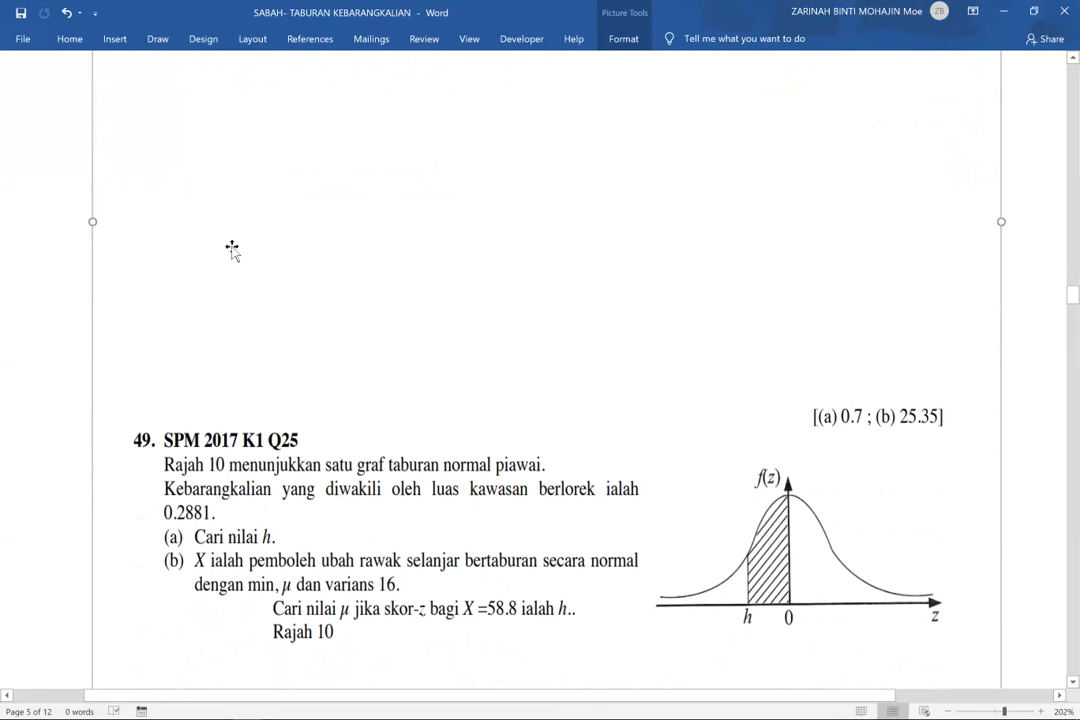 SABAH- TABURAN KEBARANGKALIAN - Word
Picture Tools
ZARINAH BINTI MOHAJIN Moe
ZB
File Home Insert Draw Design Layout References Mailings Review View Developer Help Format Tell me what you want to do Share
[(a) 0.7 ; (b) 25.35]
49. SPM 2017 K1 Q25
Rajah 10 menunjukkan satu graf taburan normal piawai.
Kebarangkalian yang diwakili oleh luas kawasan berlorek ialah
0.2881.
(a) Cari nilai h.
(b) X ialah pemboleh ubah rawak selanjar bertaburan secara normal
dengan min, μ dan varians 16.
Cari nilai μ jika skor-z bagi X =58.8 ialah h..
Rajah 10
f(z)
h 0 z
Page 5 of 12 0 words 202%